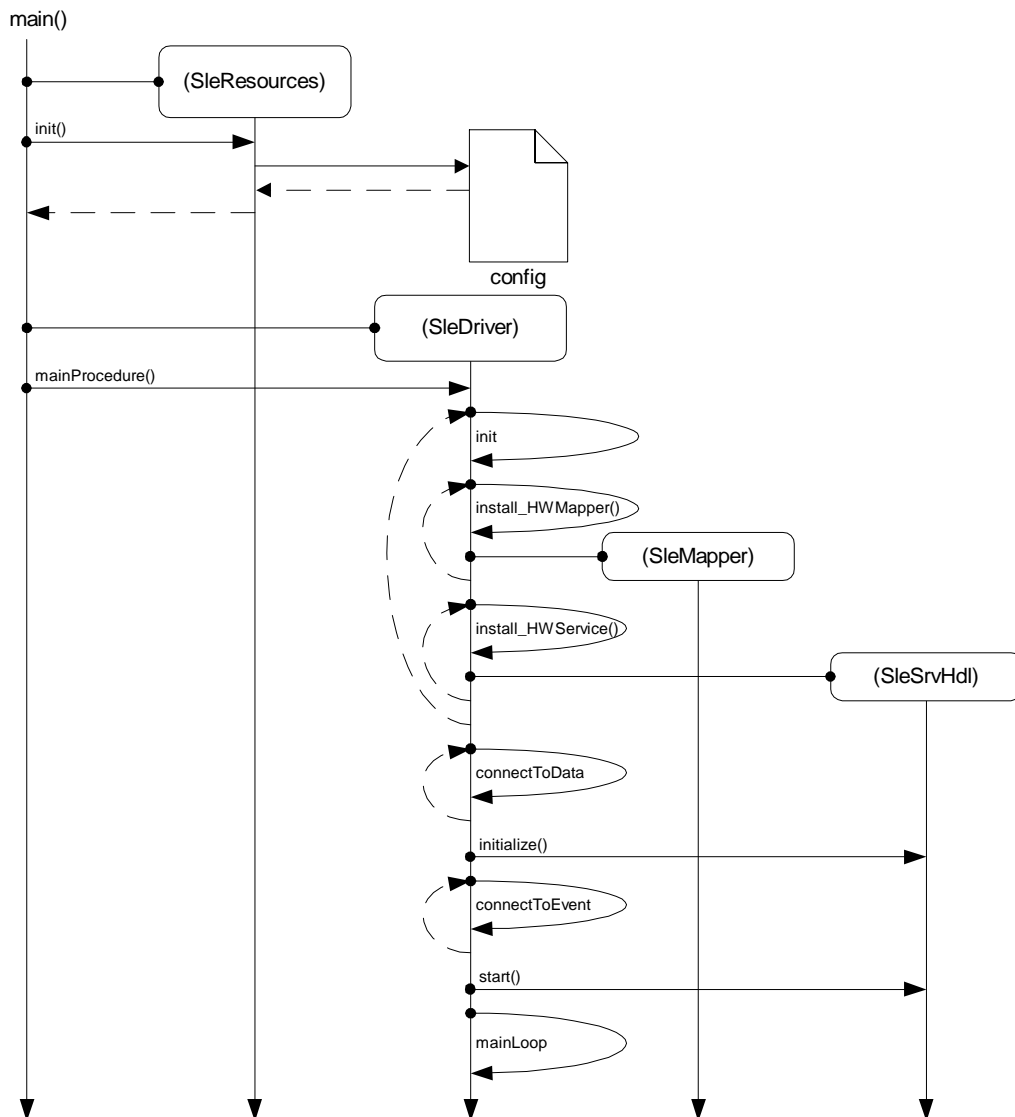 main()
(SleResources)
init()
config
(SleDriver)
mainProcedure()
init
install_HWMapper()
(SleMapper)
install_HWService()
(SleSrvHdl)
connectToData
initialize()
connectToEvent
start()
mainLoop